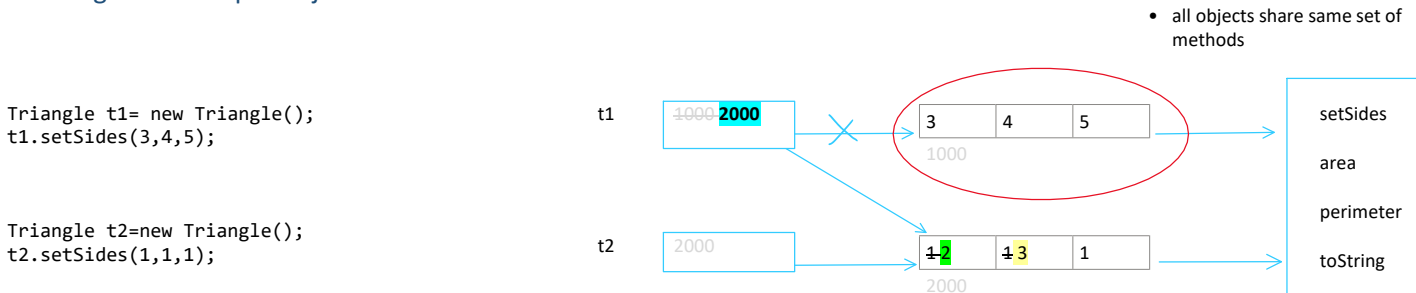 • all objects share same set of
methods
Triangle t1= new Triangle();
t1.setSides(3,4,5);
t1
1000 2000
3 4 5
1000
setSides
area
perimeter
toString
Triangle t2=new Triangle();
t2.setSides(1,1,1);
t2
2000
1 2 1 3 1
2000